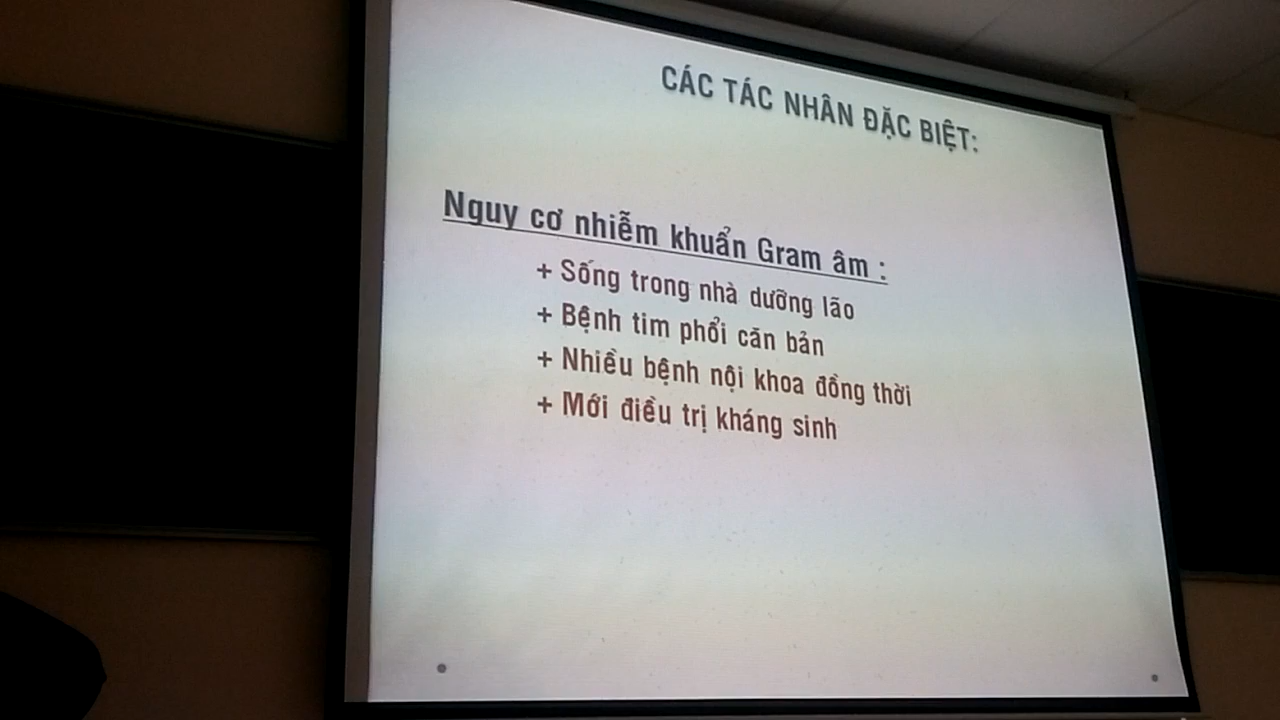 CÁC TÁC NHÂN ĐẶC BIỆT:
Nguy cơ nhiễm khuẩn Gram âm :
+ Sống trong nhà dưỡng lão
+ Bệnh tim phổi căn bản
+ Nhiều bệnh nội khoa đồng thời
+ Mới điều trị kháng sinh